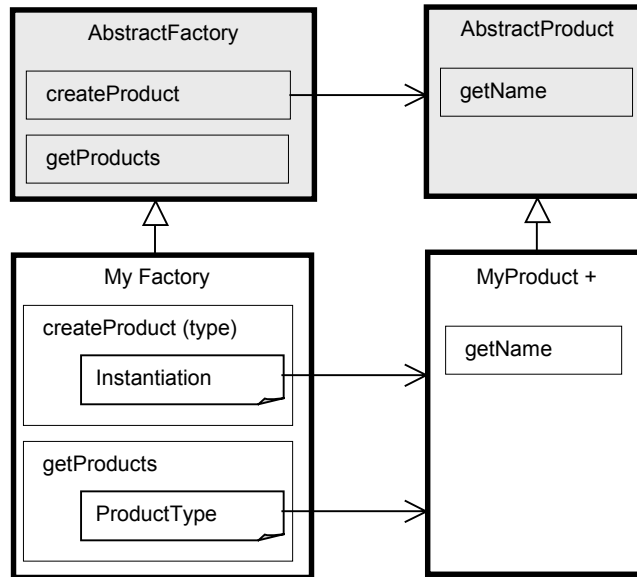 AbstractFactory
createProduct
getProducts
AbstractProduct
getName
My Factory
createProduct (type)
Instantiation
getProducts
ProductType
MyProduct +
getName